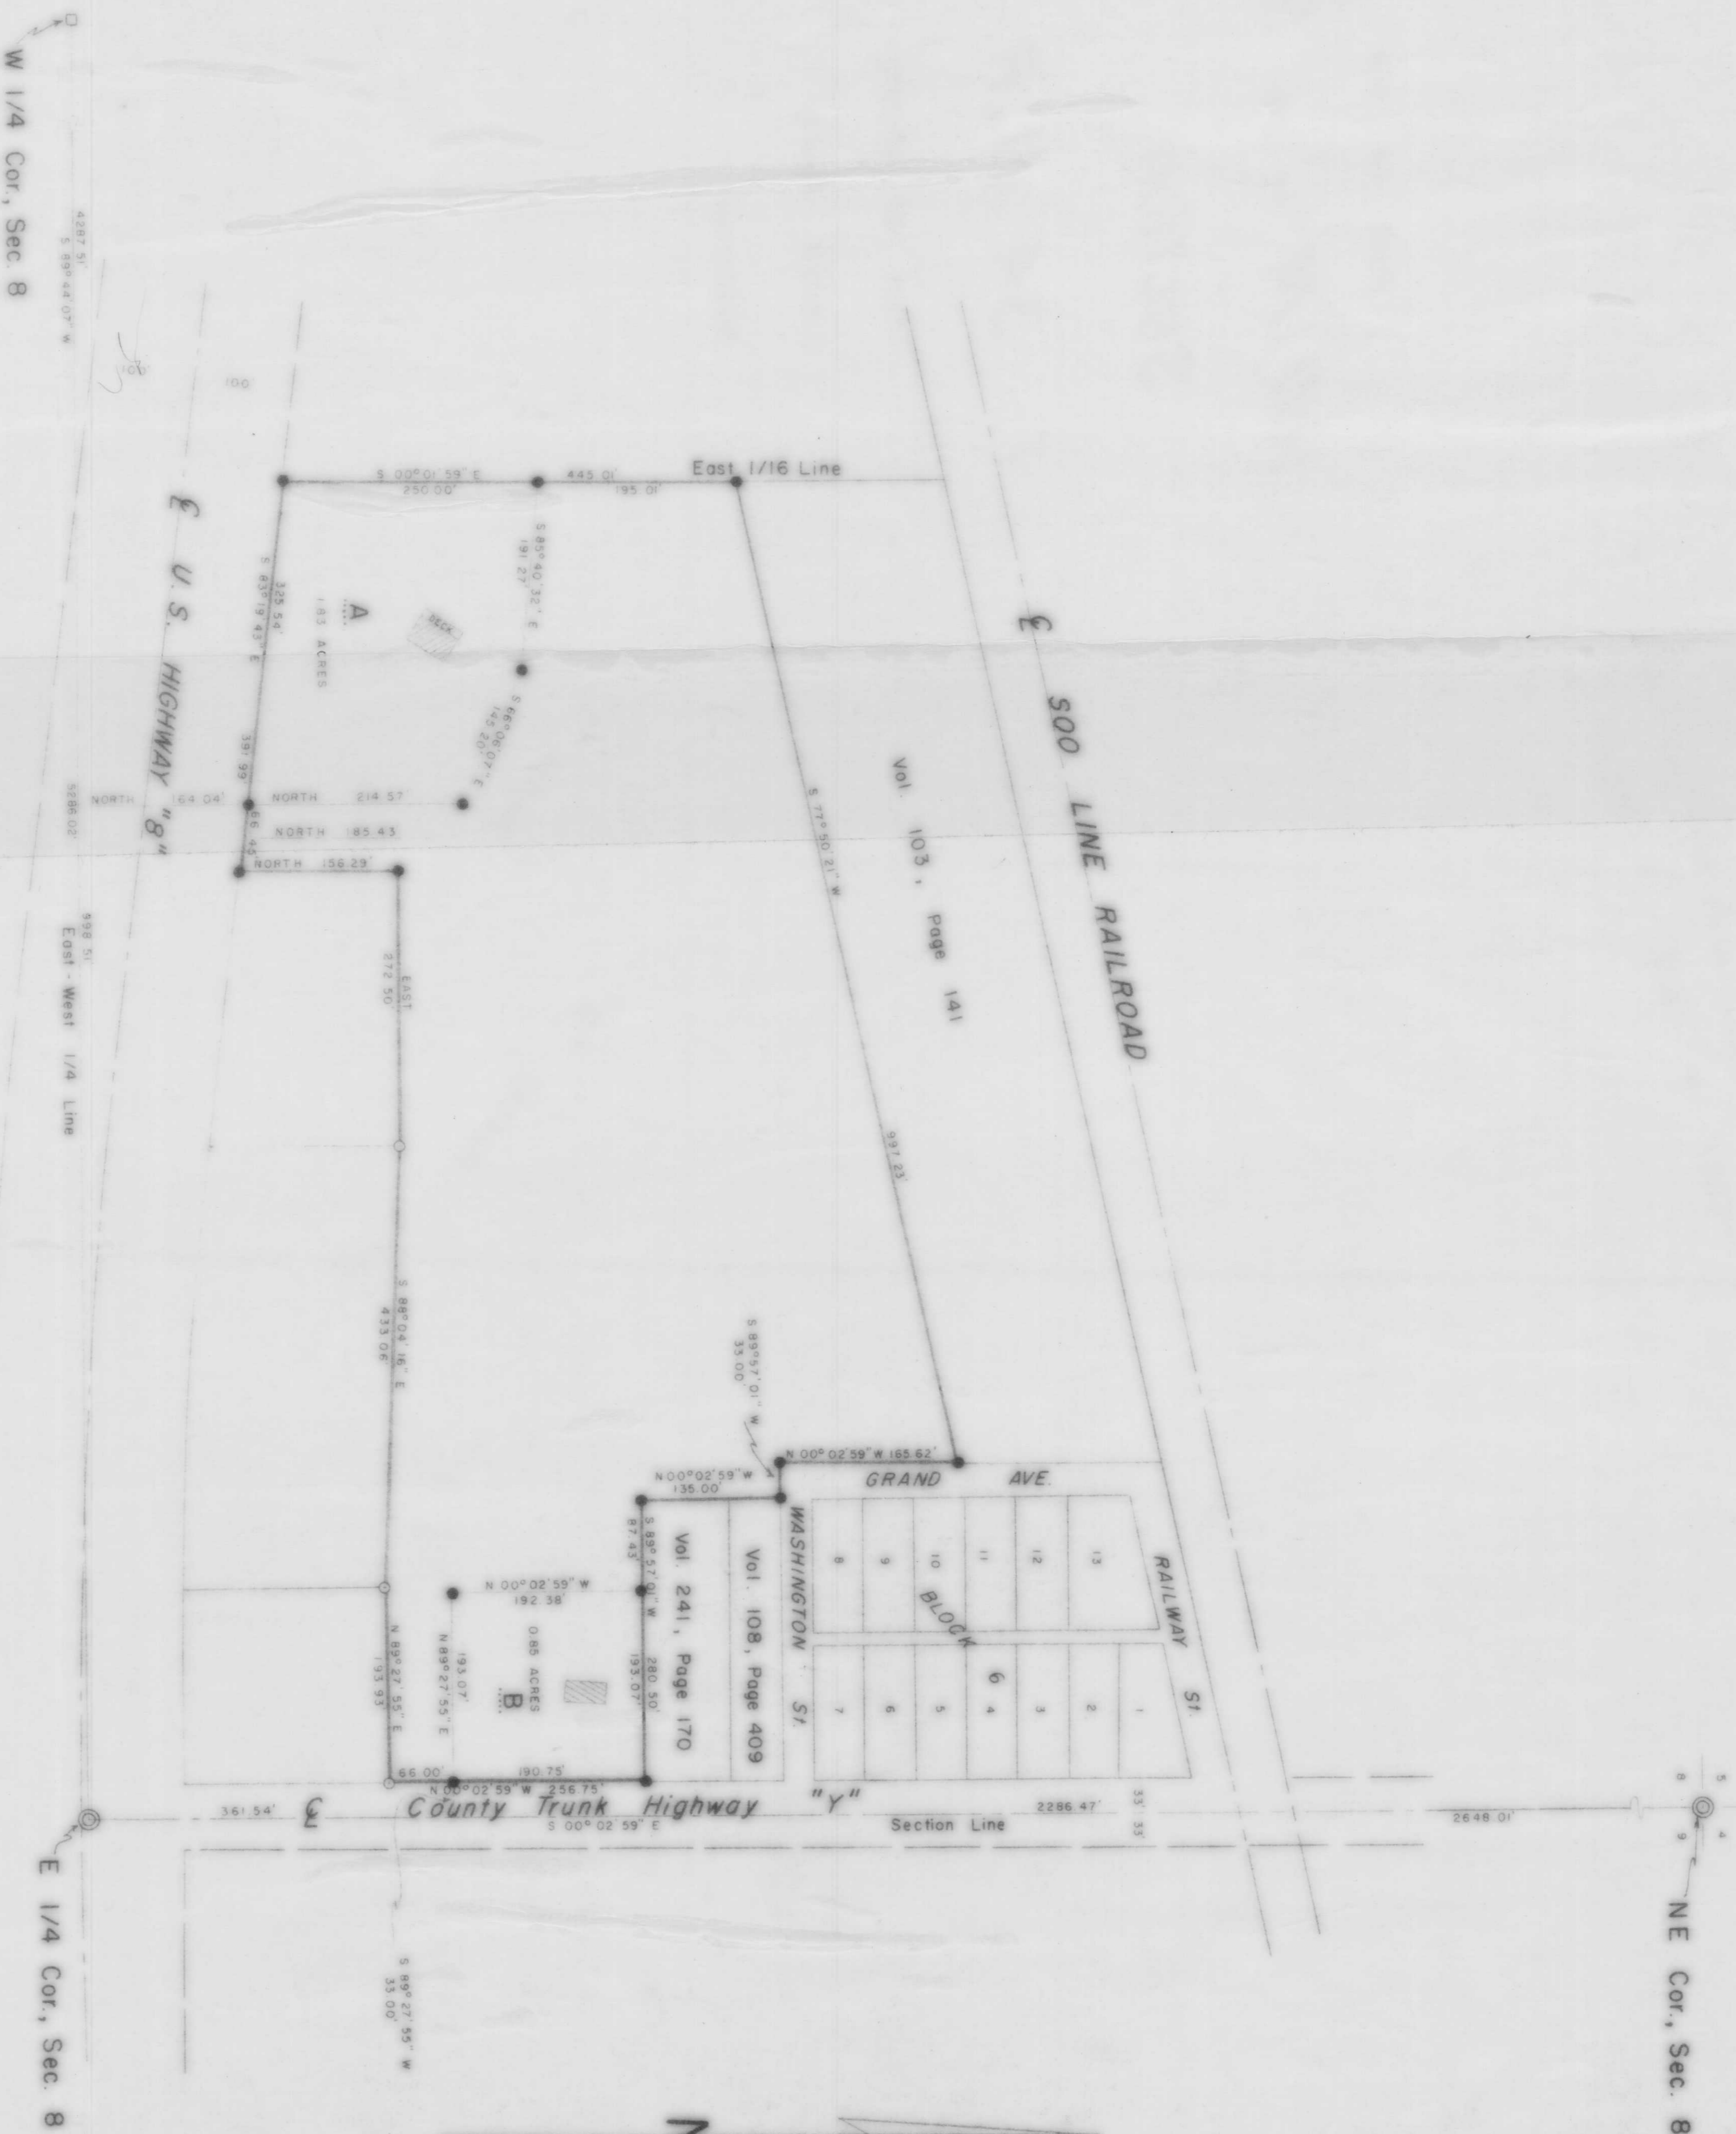 W 1/4 Cor., Sec. 8
4287.51'
S 89°44'07" W
100'
100'
℄ U.S. HIGHWAY "8"
S 00°01'59" E
250.00'
445.01'
195.01'
East 1/16 Line
S 85°40'32" E
191.27'
S 66°06'07" E
DECK
A
1.83 ACRES
325.54'
S 83°19'43" E
391.99'
66.45'
5286.02'
NORTH 164.04'
NORTH 214.57'
NORTH 185.43'
NORTH 156.29'
998.51'
East - West 1/4 Line
EAST
272.50'
S 88°04'16" E
433.06'
℄ SOO LINE RAILROAD
Vol. 103, Page 141
S 77°50'21" W
997.23'
S 89°57'01" W
33.00'
N 00°02'59" W 165.62'
N 00°02'59" W
135.00'
GRAND AVE.
WASHINGTON St.
RAILWAY St.
BLOCK 6
13
12
11
10
9
8
1
2
3
4
5
6
7
Vol. 108, Page 409
Vol. 241, Page 170
S 89°57'01" W
87.43'
280.50'
193.07'
N 00°02'59" W
192.38'
0.85 ACRES
B
193.07'
N 89°27'55" E
N 89°27'55" E
193.93'
66.00'
190.75'
N 00°02'59" W 256.75'
361.54'
℄ County Trunk Highway "Y"
S 00°02'59" E
Section Line
2286.47'
33'
33'
2648.01'
5
4
8
9
S 89°27'55" W
33.00'
E 1/4 Cor., Sec. 8
NE Cor., Sec. 8
N